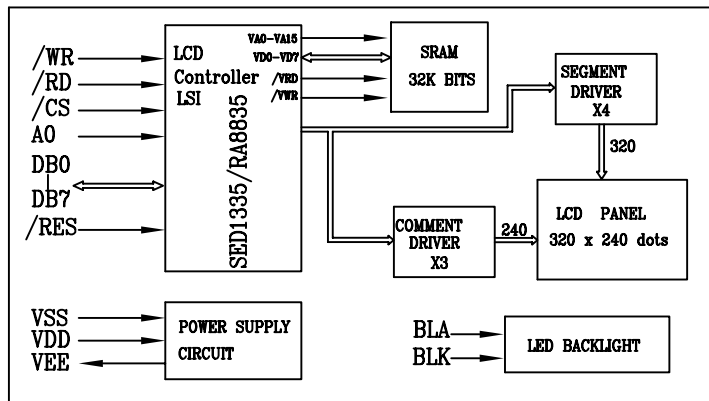 /WR
/RD
/CS
A0
DB0
DB7
/RES
LCD
Controller
LSI
SED1335/RA8835
VA0-VA15
VD0-VD7
/VRD
/VWR
SRAM
32K BITS
SEGMENT
DRIVER
X4
320
COMMENT
DRIVER
X3
240
LCD PANEL
320 x 240 dots
VSS
VDD
VEE
POWER SUPPLY
CIRCUIT
BLA
BLK
LED BACKLIGHT